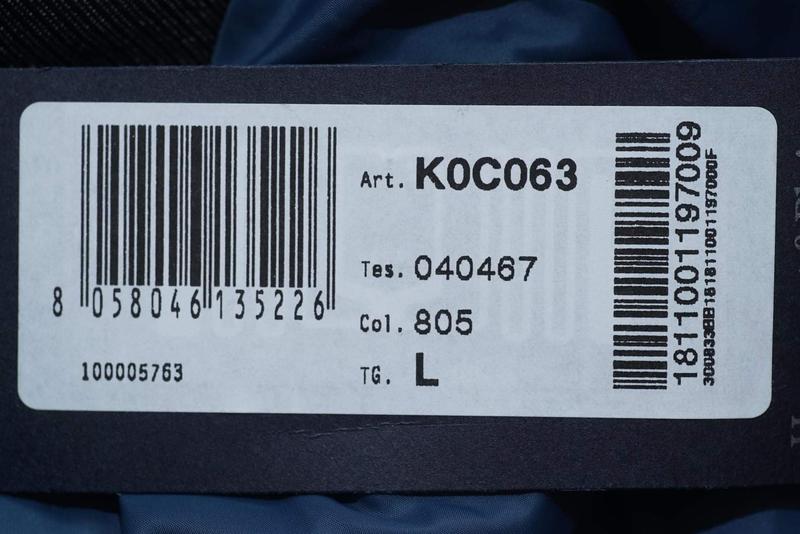 8 058046 135226
100005763
Art. K0C063
Tes. 040467
Col. 805
TG. L
1811001197009